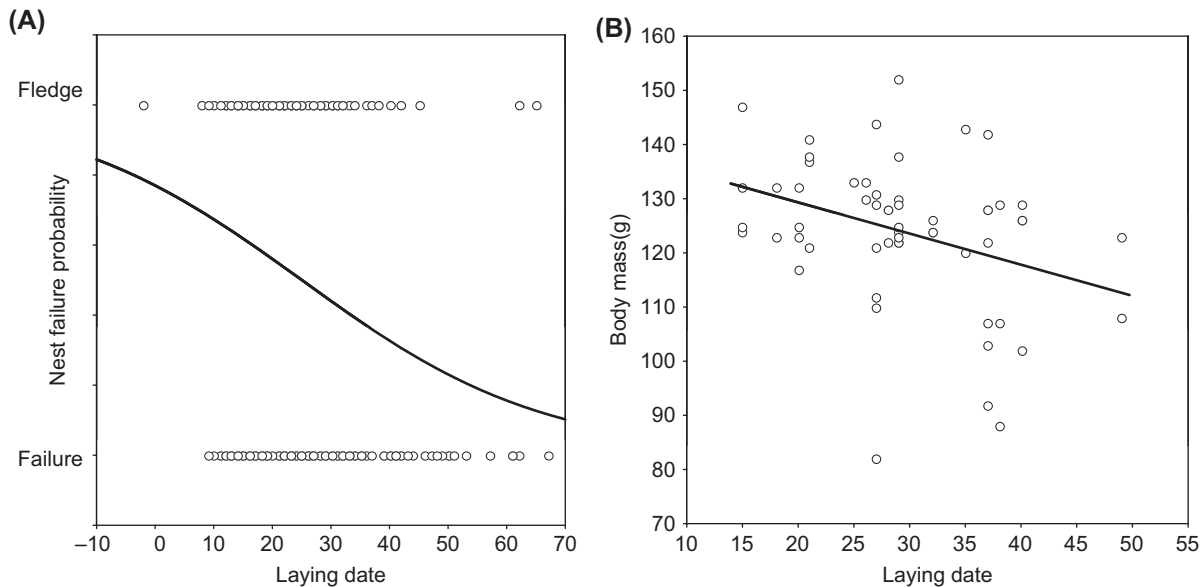 (A)
Fledge
Nest failure probability
Failure
–10 0 10 20 30 40 50 60 70
Laying date
(B)
160
150
140
130
120
110
100
90
80
70
Body mass(g)
10 15 20 26 30 35 40 45 50 55
Laying date